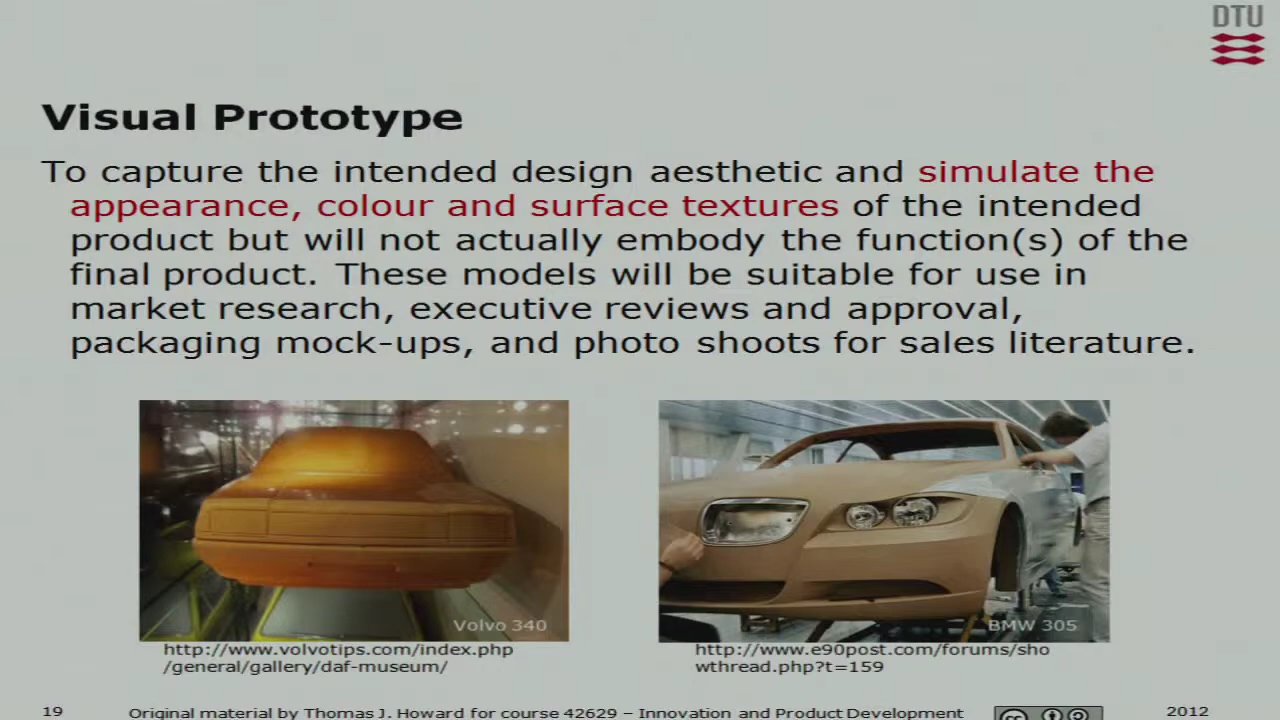 DTU
Visual Prototype
To capture the intended design aesthetic and simulate the
appearance, colour and surface textures of the intended
product but will not actually embody the function(s) of the
final product. These models will be suitable for use in
market research, executive reviews and approval,
packaging mock-ups, and photo shoots for sales literature.
Volvo 340
BMW 305
http://www.volvotips.com/index.php
/general/gallery/daf-museum/
http://www.e90post.com/forums/sho
wthread.php?t=159
19
Original material by Thomas J. Howard for course 42629 – Innovation and Product Development
cc
2012